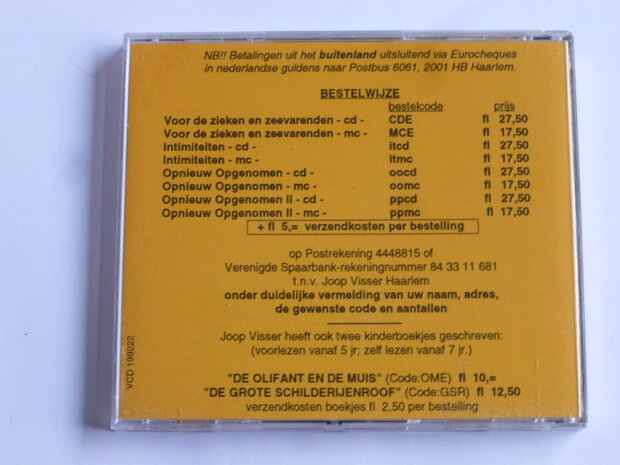 NB!! Betalingen uit het buitenland uitsluitend via Eurocheques
in nederlandse guldens naar Postbus 6061, 2001 HB Haarlem.
BESTELWIJZE
bestelcode prijs
Voor de zieken en zeevarenden - cd - CDE fl 27,50
Voor de zieken en zeevarenden - mc - MCE fl 17,50
Intimiteiten - cd - itcd fl 27,50
Intimiteiten - mc - itmc fl 17,50
Opnieuw Opgenomen - cd - oocd fl 27,50
Opnieuw Opgenomen - mc - oomc fl 17,50
Opnieuw Opgenomen II - cd - ppcd fl 27,50
Opnieuw Opgenomen II - mc - ppmc fl 17,50
+ fl 5,= verzendkosten per bestelling
op Postrekening 4448815 of
Verenigde Spaarbank-rekeningnummer 84 33 11 681
t.n.v. Joop Visser Haarlem
onder duidelijke vermelding van uw naam, adres,
de gewenste code en aantallen
Joop Visser heeft ook twee kinderboekjes geschreven:
(voorlezen vanaf 5 jr; zelf lezen vanaf 7 jr.)
"DE OLIFANT EN DE MUIS" (Code:OME) fl 10,=
"DE GROTE SCHILDERIJENROOF" (Code:GSR) fl 12,50
verzendkosten boekjes fl 2,50 per bestelling
VCD 199222